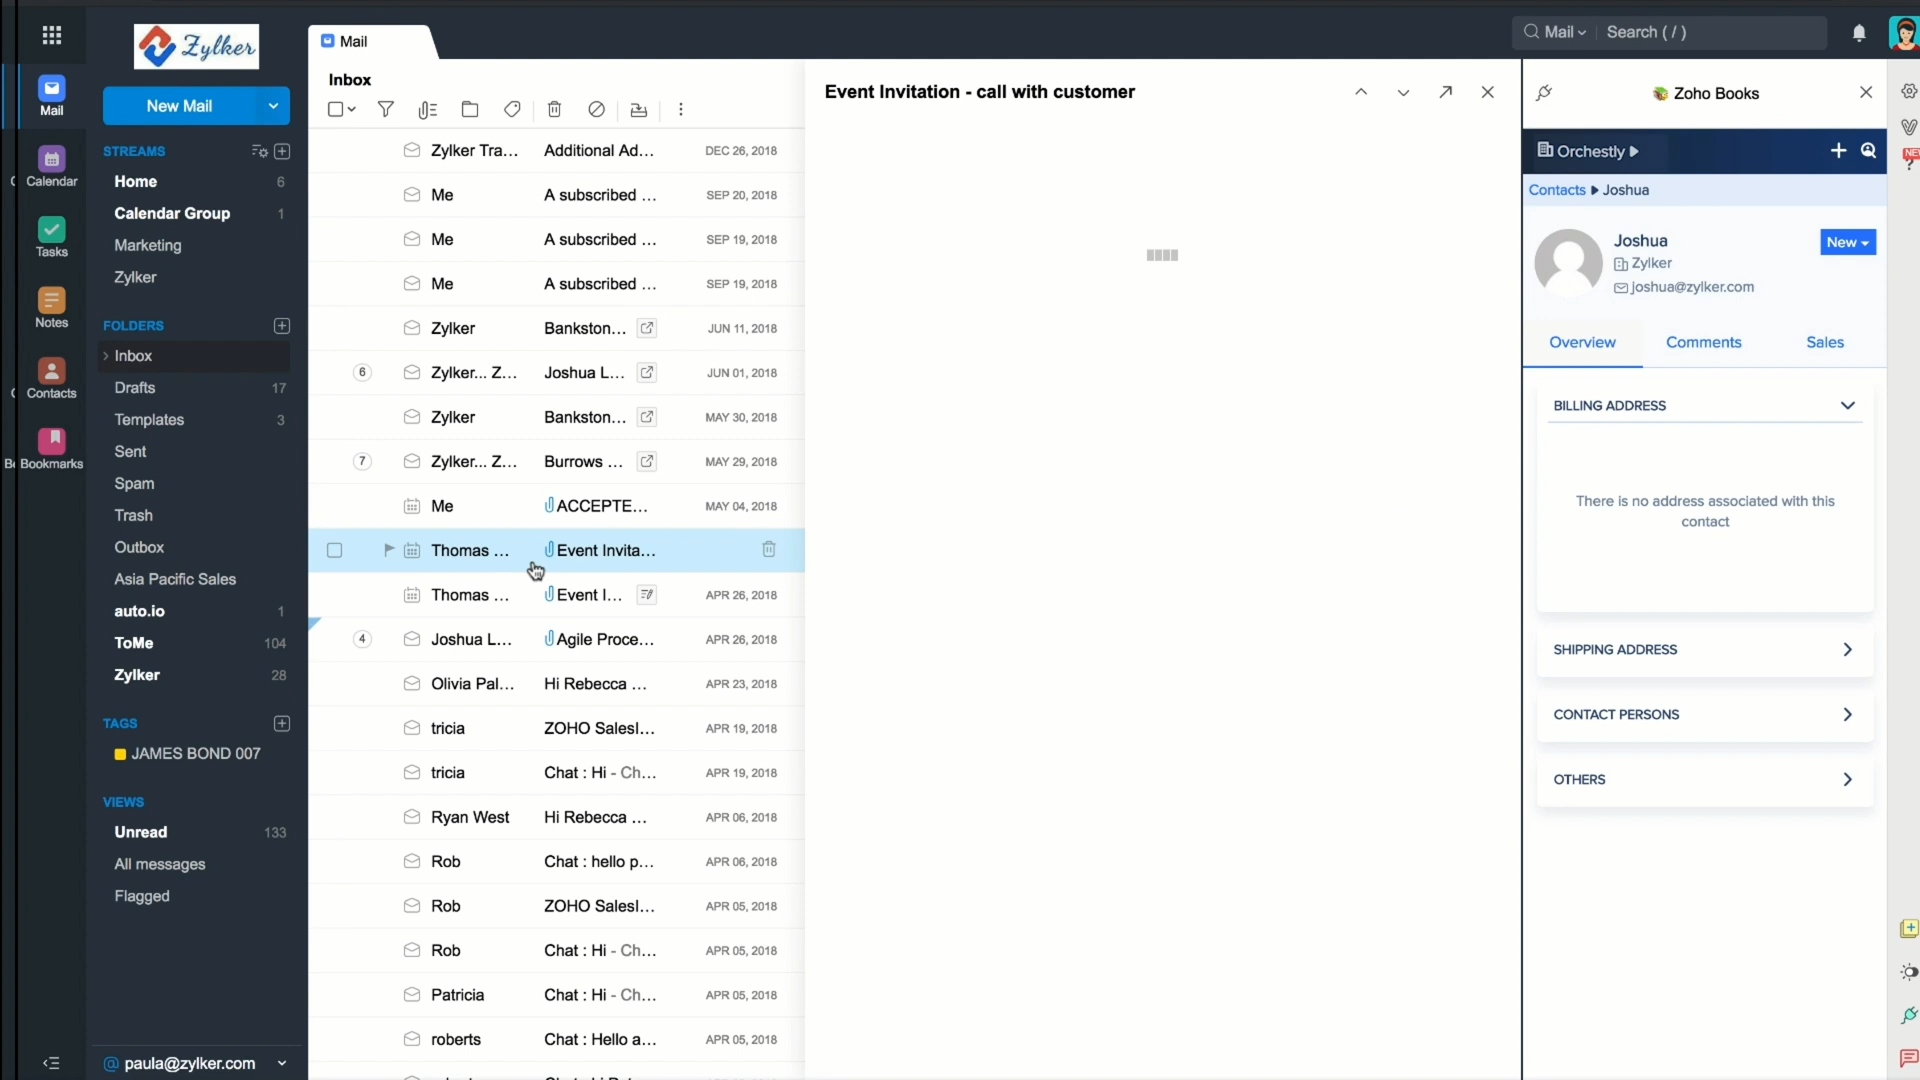 Zylker
Mail
Mail
Search ( / )
New Mail
Mail
Calendar
Tasks
Notes
Contacts
Bookmarks
STREAMS
Home 6
Calendar Group 1
Marketing
Zylker
FOLDERS
Inbox
Drafts 17
Templates 3
Sent
Spam
Trash
Outbox
Asia Pacific Sales
auto.io 1
ToMe 104
Zylker 28
TAGS
JAMES BOND 007
VIEWS
Unread 133
All messages
Flagged
@ paula@zylker.com
Inbox
Zylker Tra... Additional Ad... DEC 26, 2018
Me A subscribed ... SEP 20, 2018
Me A subscribed ... SEP 19, 2018
Me A subscribed ... SEP 19, 2018
Zylker Bankston... JUN 11, 2018
6 Zylker... Z... Joshua L... JUN 01, 2018
Zylker Bankston... MAY 30, 2018
7 Zylker... Z... Burrows ... MAY 29, 2018
Me ACCEPTE... MAY 04, 2018
Thomas ... Event Invita...
Thomas ... Event I... APR 26, 2018
4 Joshua L... Agile Proce... APR 26, 2018
Olivia Pal... Hi Rebecca ... APR 23, 2018
tricia ZOHO SalesI... APR 19, 2018
tricia Chat : Hi - Ch... APR 19, 2018
Ryan West Hi Rebecca ... APR 06, 2018
Rob Chat : hello p... APR 06, 2018
Rob ZOHO SalesI... APR 05, 2018
Rob Chat : Hi - Ch... APR 05, 2018
Patricia Chat : Hi - Ch... APR 05, 2018
roberts Chat : Hello a... APR 05, 2018
Event Invitation - call with customer
Zoho Books
Orchestly
Contacts Joshua
Joshua
New
Zylker
joshua@zylker.com
Overview Comments Sales
BILLING ADDRESS
There is no address associated with this
contact
SHIPPING ADDRESS
CONTACT PERSONS
OTHERS